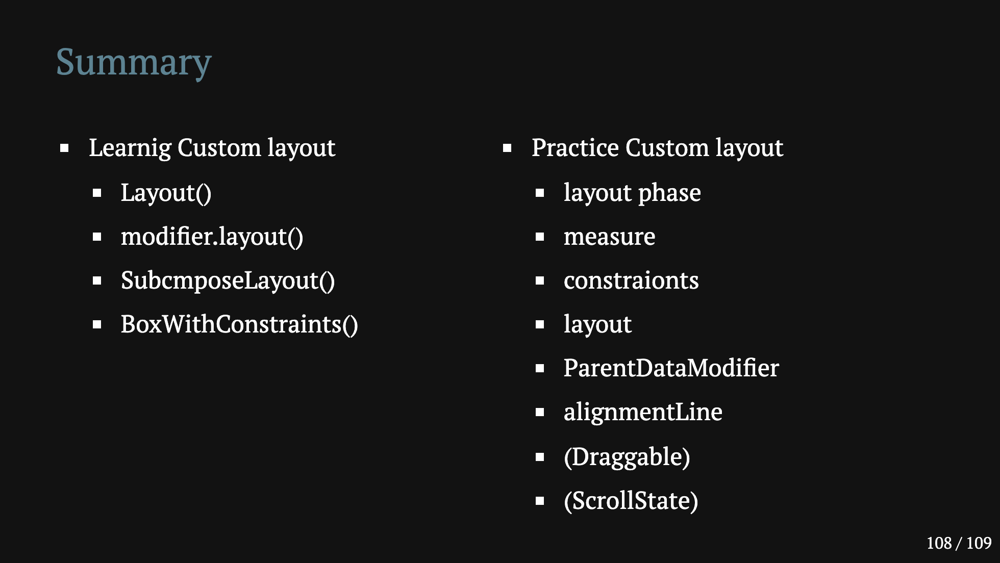 Summary
Learnig Custom layout
Layout()
modifier.layout()
SubcmposeLayout()
BoxWithConstraints()
Practice Custom layout
layout phase
measure
constraionts
layout
ParentDataModifier
alignmentLine
(Draggable)
(ScrollState)
108 / 109